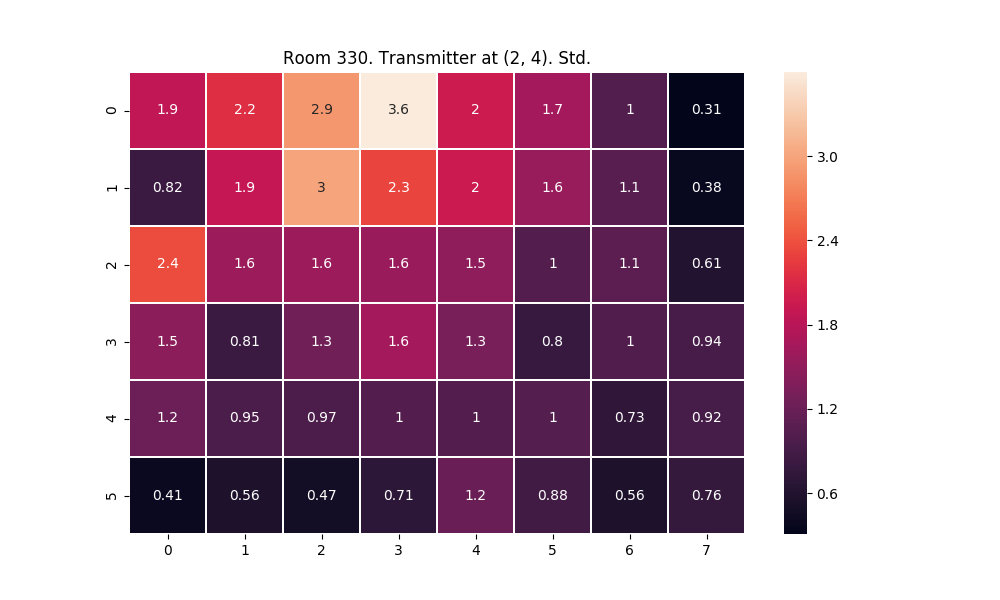 Room 330. Transmitter at (2, 4). Std.
0 1.9 2.2 2.9 3.6 2 1.7 1 0.31
3.0
1 0.82 1.9 3 2.3 2 1.6 1.1 0.38
2.4
2 2.4 1.6 1.6 1.6 1.5 1 1.1 0.61
1.8
3 1.5 0.81 1.3 1.6 1.3 0.8 1 0.94
1.2
4 1.2 0.95 0.97 1 1 1 0.73 0.92
0.6
5 0.41 0.56 0.47 0.71 1.2 0.88 0.56 0.76
0 1 2 3 4 5 6 7